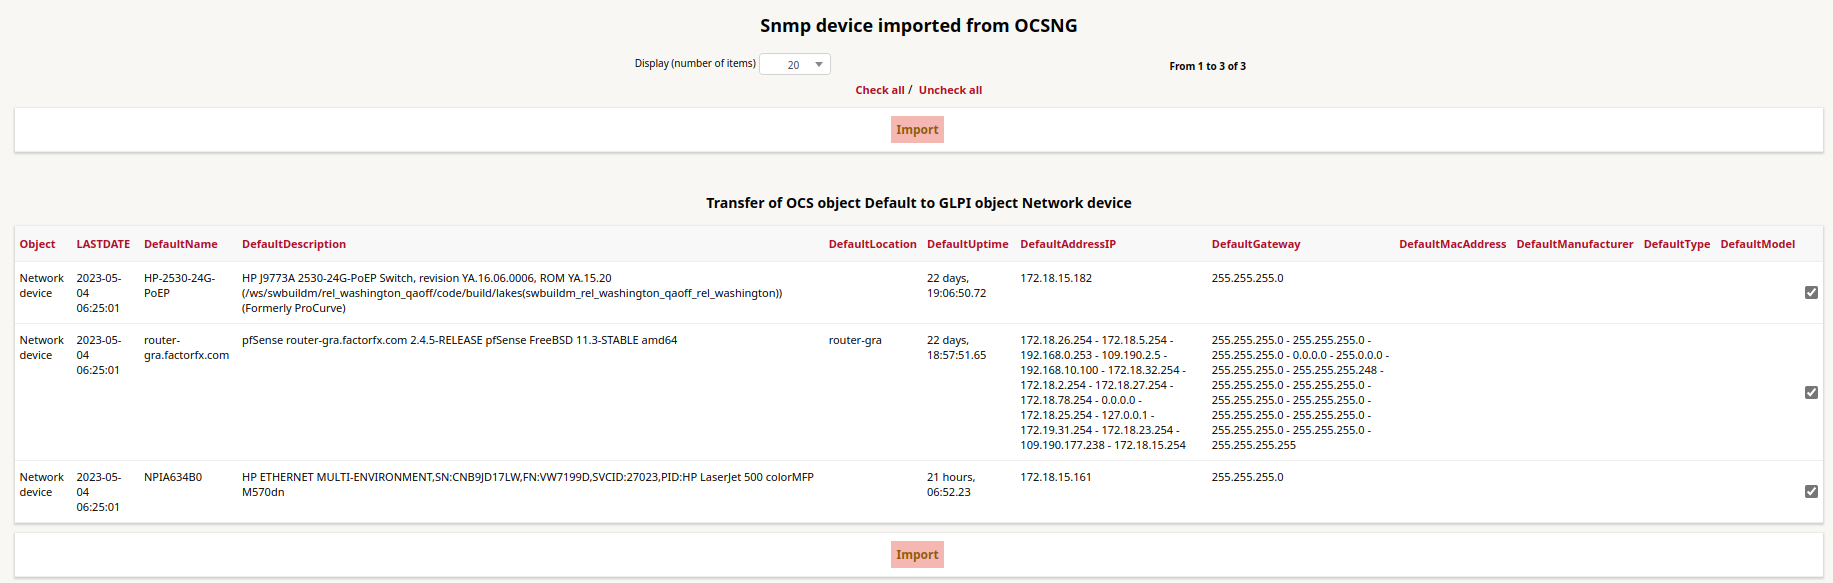 Snmp device imported from OCSNG
Display (number of items) 20 From 1 to 3 of 3
Check all / Uncheck all
Import
Transfer of OCS object Default to GLPI object Network device
Object LASTDATE DefaultName DefaultDescription DefaultLocation DefaultUptime DefaultAddressIP DefaultGateway DefaultMacAddress DefaultManufacturer DefaultType DefaultModel
Network 2023-05- HP-2530-24G- HP J9773A 2530-24G-PoEP Switch, revision YA.16.06.0006, ROM YA.15.20 22 days, 172.18.15.182 255.255.255.0
device 04 PoEP (/ws/swbuildm/rel_washington_qaoff/code/build/lakes(swbuildm_rel_washington_qaoff_rel_washington)) 19:06:50.72
06:25:01 (Formerly ProCurve)
Network 2023-05- router- pfSense router-gra.factorfx.com 2.4.5-RELEASE pfSense FreeBSD 11.3-STABLE amd64 router-gra 22 days, 172.18.26.254 - 172.18.5.254 - 255.255.255.0 - 255.255.255.0 -
device 04 gra.factorfx.com 18:57:51.65 192.168.0.253 - 109.190.2.5 - 255.255.255.0 - 0.0.0.0 - 255.0.0.0 -
06:25:01 192.168.10.100 - 172.18.32.254 - 255.255.255.0 - 255.255.255.248 -
172.18.2.254 - 172.18.27.254 - 255.255.255.0 - 255.255.255.0 -
172.18.78.254 - 0.0.0.0 - 255.255.255.0 - 255.255.255.0 -
172.18.25.254 - 127.0.0.1 - 255.255.255.0 - 255.255.255.0 -
172.19.31.254 - 172.18.23.254 - 255.255.255.0 - 255.255.255.0 -
109.190.177.238 - 172.18.15.254 255.255.255.255
Network 2023-05- NPIA634B0 HP ETHERNET MULTI-ENVIRONMENT,SN:CNB9JD17LW,FN:VW7199D,SVCID:27023,PID:HP LaserJet 500 colorMFP 21 hours, 172.18.15.161 255.255.255.0
device 04 M570dn 06:52.23
06:25:01
Import